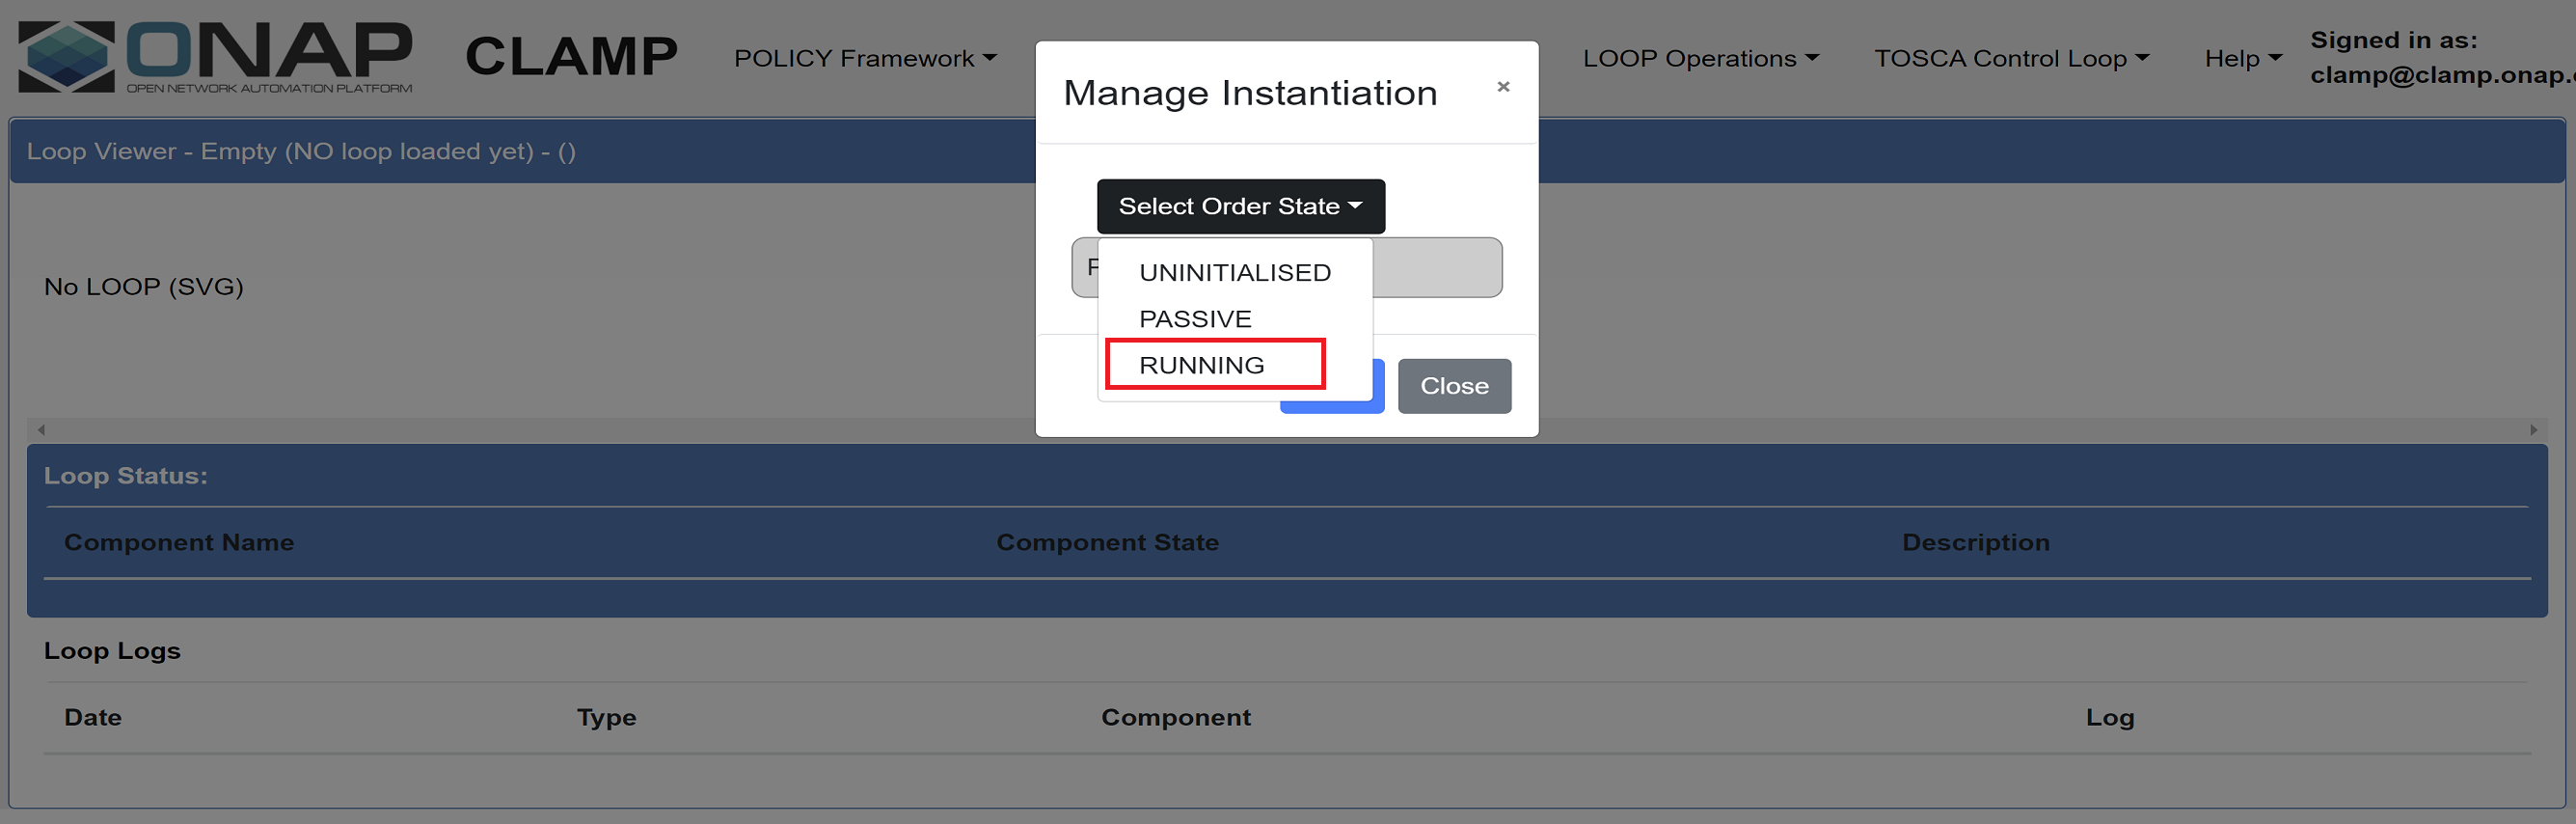 ONAP
OPEN NETWORK AUTOMATION PLATFORM
CLAMP
POLICY Framework
LOOP Operations
TOSCA Control Loop
Help
Signed in as:
clamp@clamp.onap.
Manage Instantiation
×
Loop Viewer - Empty (NO loop loaded yet) - ()
Select Order State
UNINITIALISED
PASSIVE
RUNNING
Close
No LOOP (SVG)
Loop Status:
Component Name Component State Description
Loop Logs
Date Type Component Log